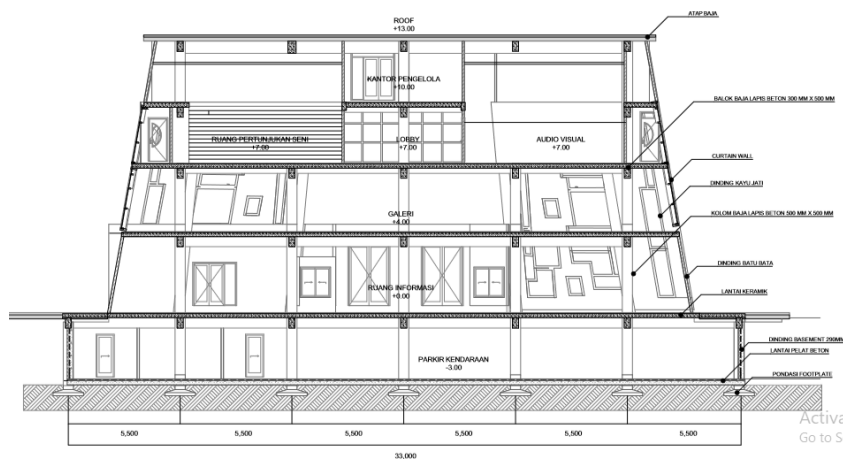 ROOF
+13.00
ATAP BAJA
KANTOR PENGELOLA
+10.00
BALOK BAJA LAPIS BETON 300 MM X 500 MM
RUANG PERTUNJUKAN SENI
+7.00
LOBBY
+7.00
AUDIO VISUAL
+7.00
CURTAIN WALL
DINDING KAYU JATI
GALERI
+4.00
KOLOM BAJA LAPIS BETON 500 MM X 500 MM
DINDING BATU BATA
RUANG INFORMASI
+0.00
LANTAI KERAMIK
DINDING BASEMENT 290MM
LANTAI PELAT BETON
PARKIR KENDARAAN
-3.00
PONDASI FOOTPLATE
5,500
5,500
5,500
5,500
5,500
5,500
33,000
Activa
Go to S